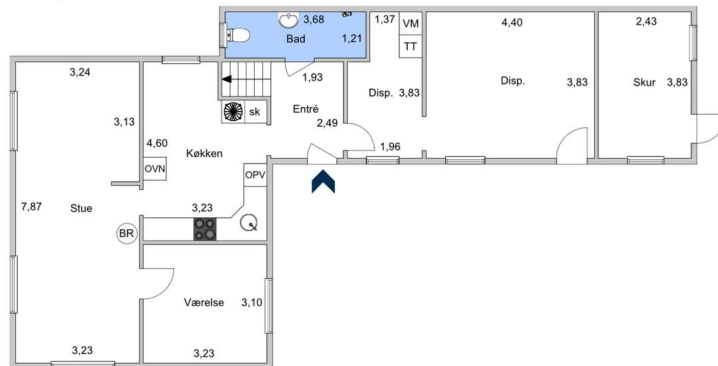 3,68
Bad
1,21
1,37
VM
TT
4,40
2,43
3,24
1,93
Disp.
3,83
Disp.
3,83
Skur
3,83
3,13
sk
Entré
2,49
4,60
Køkken
1,96
OVN
OPV
7,87
Stue
3,23
BR
Værelse
3,10
3,23
3,23